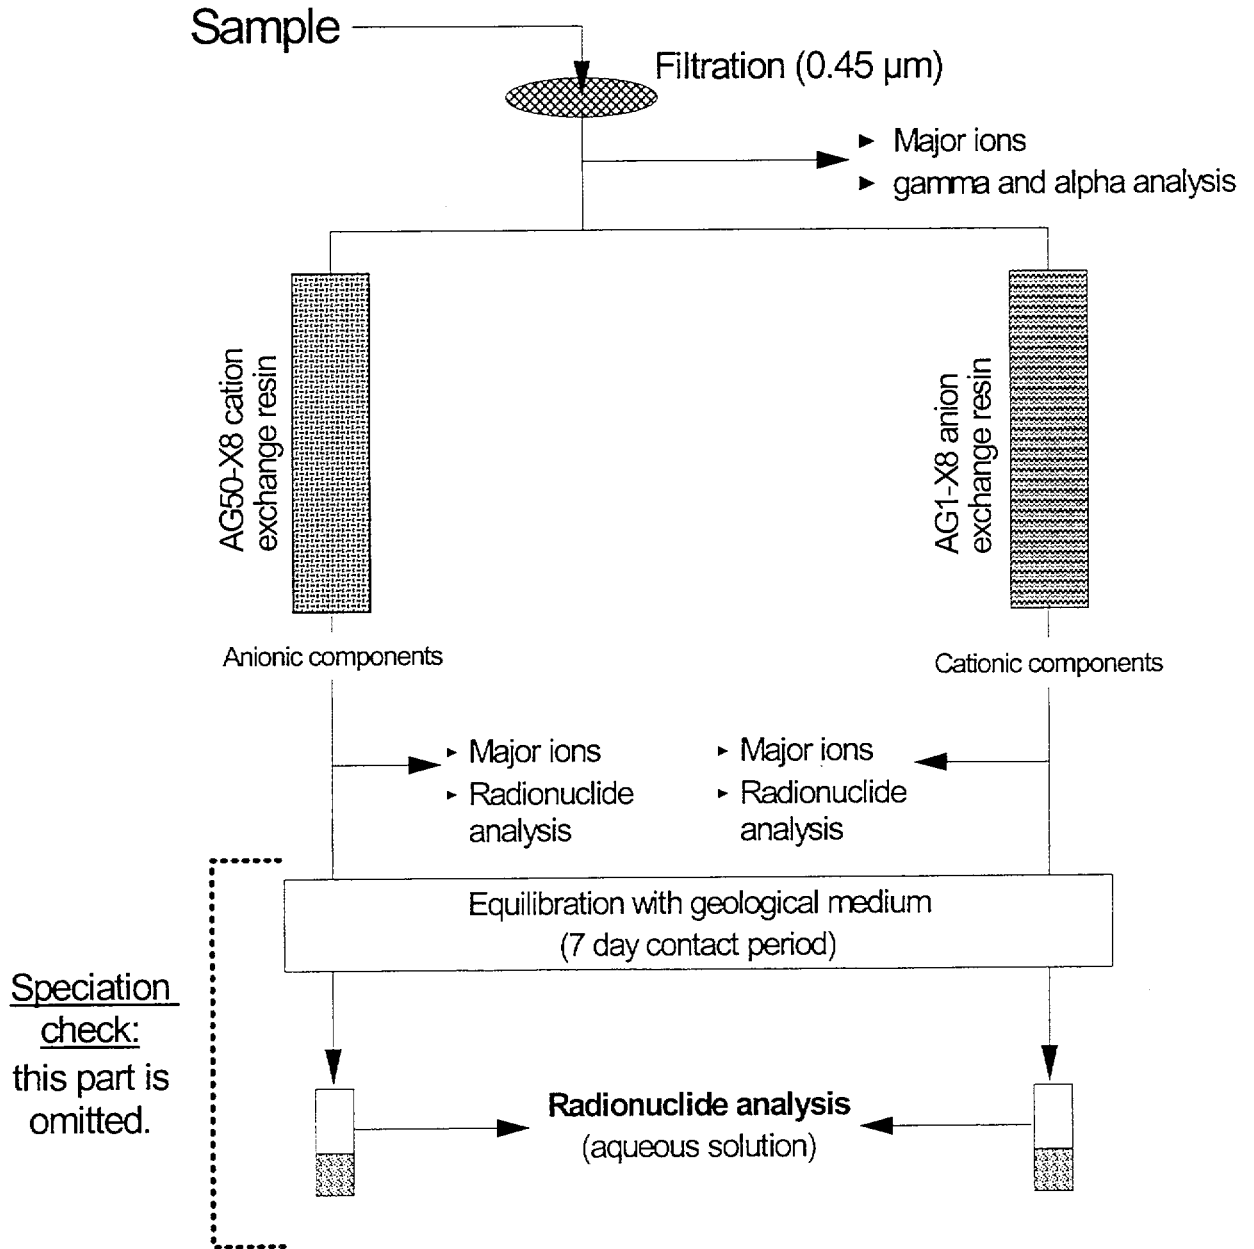 Sample
Filtration (0.45 µm)
► Major ions
► gamma and alpha analysis
AG50-X8 cation
exchange resin
AG1-X8 anion
exchange resin
Anionic components
Cationic components
► Major ions
► Radionuclide
analysis
► Major ions
► Radionuclide
analysis
Equilibration with geological medium
(7 day contact period)
Speciation
check:
this part is
omitted.
Radionuclide analysis
(aqueous solution)